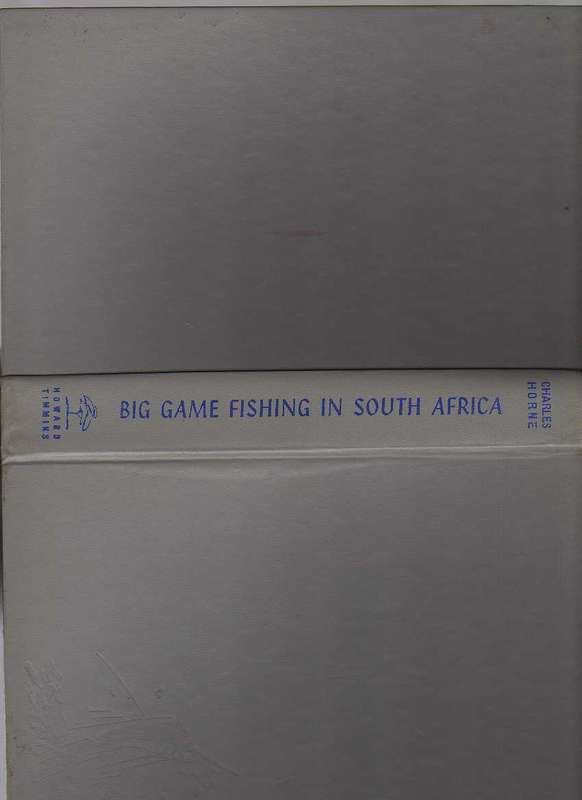 CHARLES
HORNE
BIG GAME FISHING IN SOUTH AFRICA
HOWARD
TIMMINS